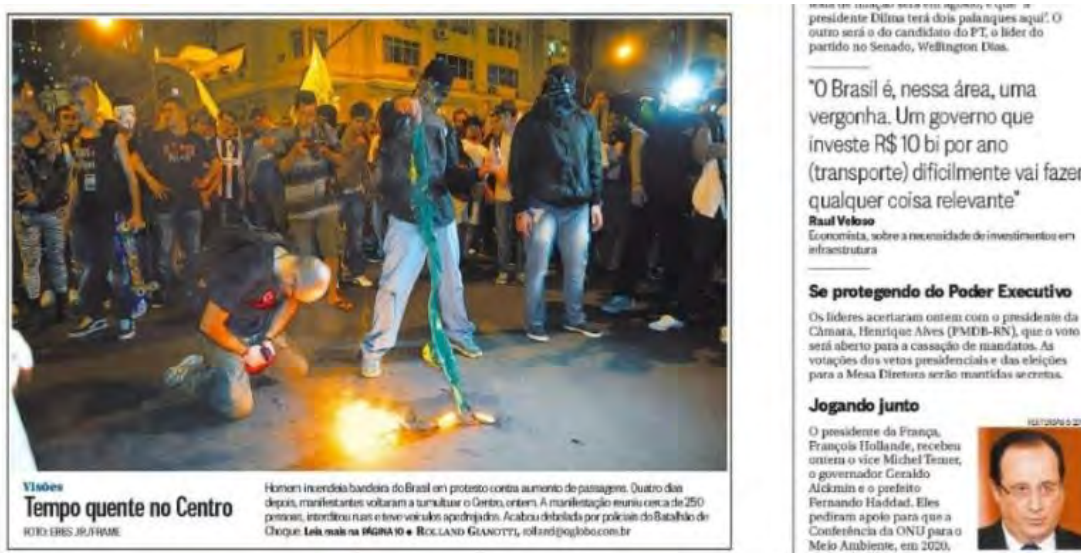 Visões
Tempo quente no Centro
FOTO: ERBS JR./FRAME
Homem incendeia bandeira do Brasil em protesto contra aumento de passagens. Quatro dias
depois, manifestantes voltaram a tumultuar o Centro, ontem. A manifestação reuniu cerca de 250
pessoas, interditou ruas e teve veículos apedrejados. Acabou debelada por policiais do Batalhão de
Choque. Leia mais na PÁGINA 10 ● ROLLAND GIANOTTI, rolland@oglobo.com.br
presidente Dilma terá dois palanques aqui". O
outro será o do candidato do PT, o líder do
partido no Senado, Wellington Dias.
"O Brasil é, nessa área, uma
vergonha. Um governo que
investe R$ 10 bi por ano
(transporte) dificilmente vai fazer
qualquer coisa relevante"
Raul Veloso
Economista, sobre a necessidade de investimentos em
infraestrutura
Se protegendo do Poder Executivo
Os líderes acertaram ontem com o presidente da
Câmara, Henrique Alves (PMDB-RN), que o voto
será aberto para a cassação de mandatos. As
votações dos vetos presidenciais e das eleições
para a Mesa Diretora serão mantidas secretas.
Jogando junto
O presidente da França,
François Hollande, recebeu
ontem o vice Michel Temer,
o governador Geraldo
Alckmin e o prefeito
Fernando Haddad. Eles
pediram apoio para que a
Conferência da ONU para o
Meio Ambiente, em 2020,